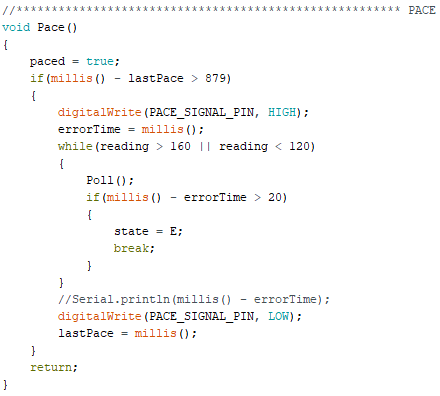 //******************************************************* PACE
void Pace()
{
    paced = true;
    if(millis() - lastPace > 879)
    {
        digitalWrite(PACE_SIGNAL_PIN, HIGH);
        errorTime = millis();
        while(reading > 160 || reading < 120)
        {
            Poll();
            if(millis() - errorTime > 20)
            {
                state = E;
                break;
            }
        }
        //Serial.println(millis() - errorTime);
        digitalWrite(PACE_SIGNAL_PIN, LOW);
        lastPace = millis();
    }
    return;
}